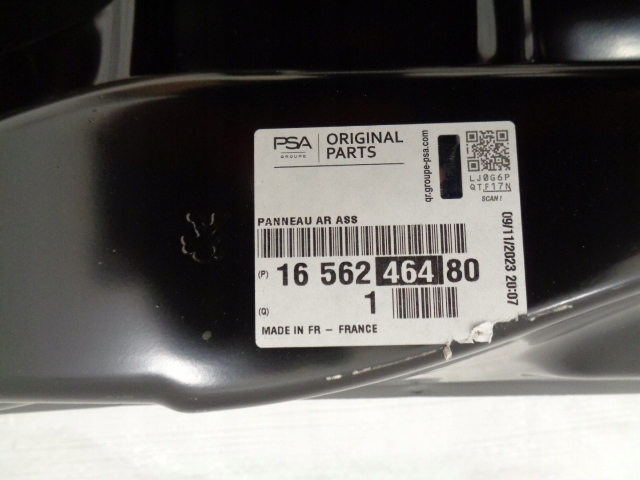 PSA
GROUPE
ORIGINAL
PARTS
qr.groupe-psa.com
LJ0G6P
QTF17N
SCAN !
PANNEAU AR ASS
(P) 16 562 464 80
(Q) 1
MADE IN FR - FRANCE
09/11/2023 20:07